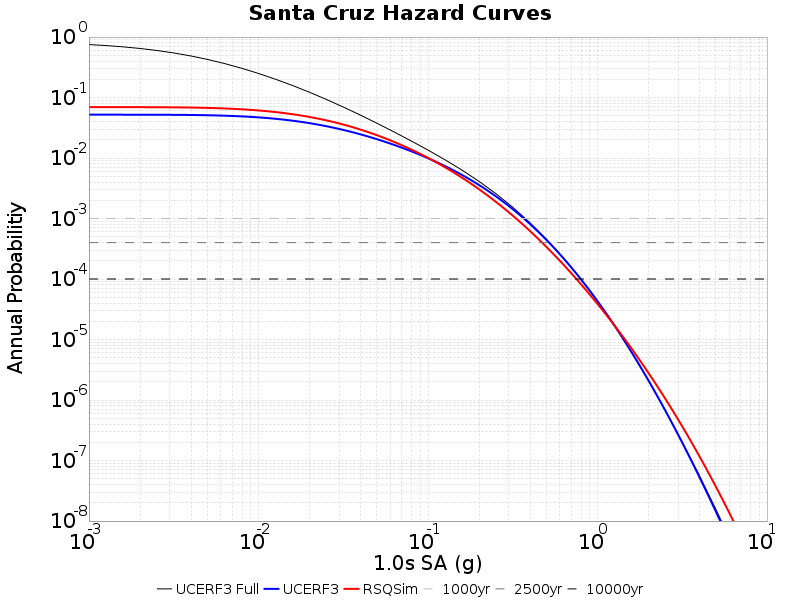 Santa Cruz Hazard Curves
Annual Probabilitiy
10^0
10^-1
10^-2
10^-3
10^-4
10^-5
10^-6
10^-7
10^-8
10^-3 10^-2 10^-1 10^0 10^1
1.0s SA (g)
UCERF3 Full UCERF3 RSQSim 1000yr 2500yr 10000yr